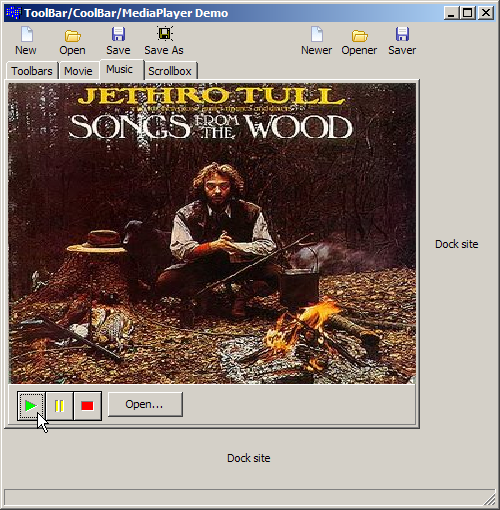 ToolBar/CoolBar/MediaPlayer Demo
New Open Save Save As Newer Opener Saver
Toolbars Movie Music Scrollbox
JETHRO TULL
SONGS FROM THE WOOD
Dock site
Open...
Dock site